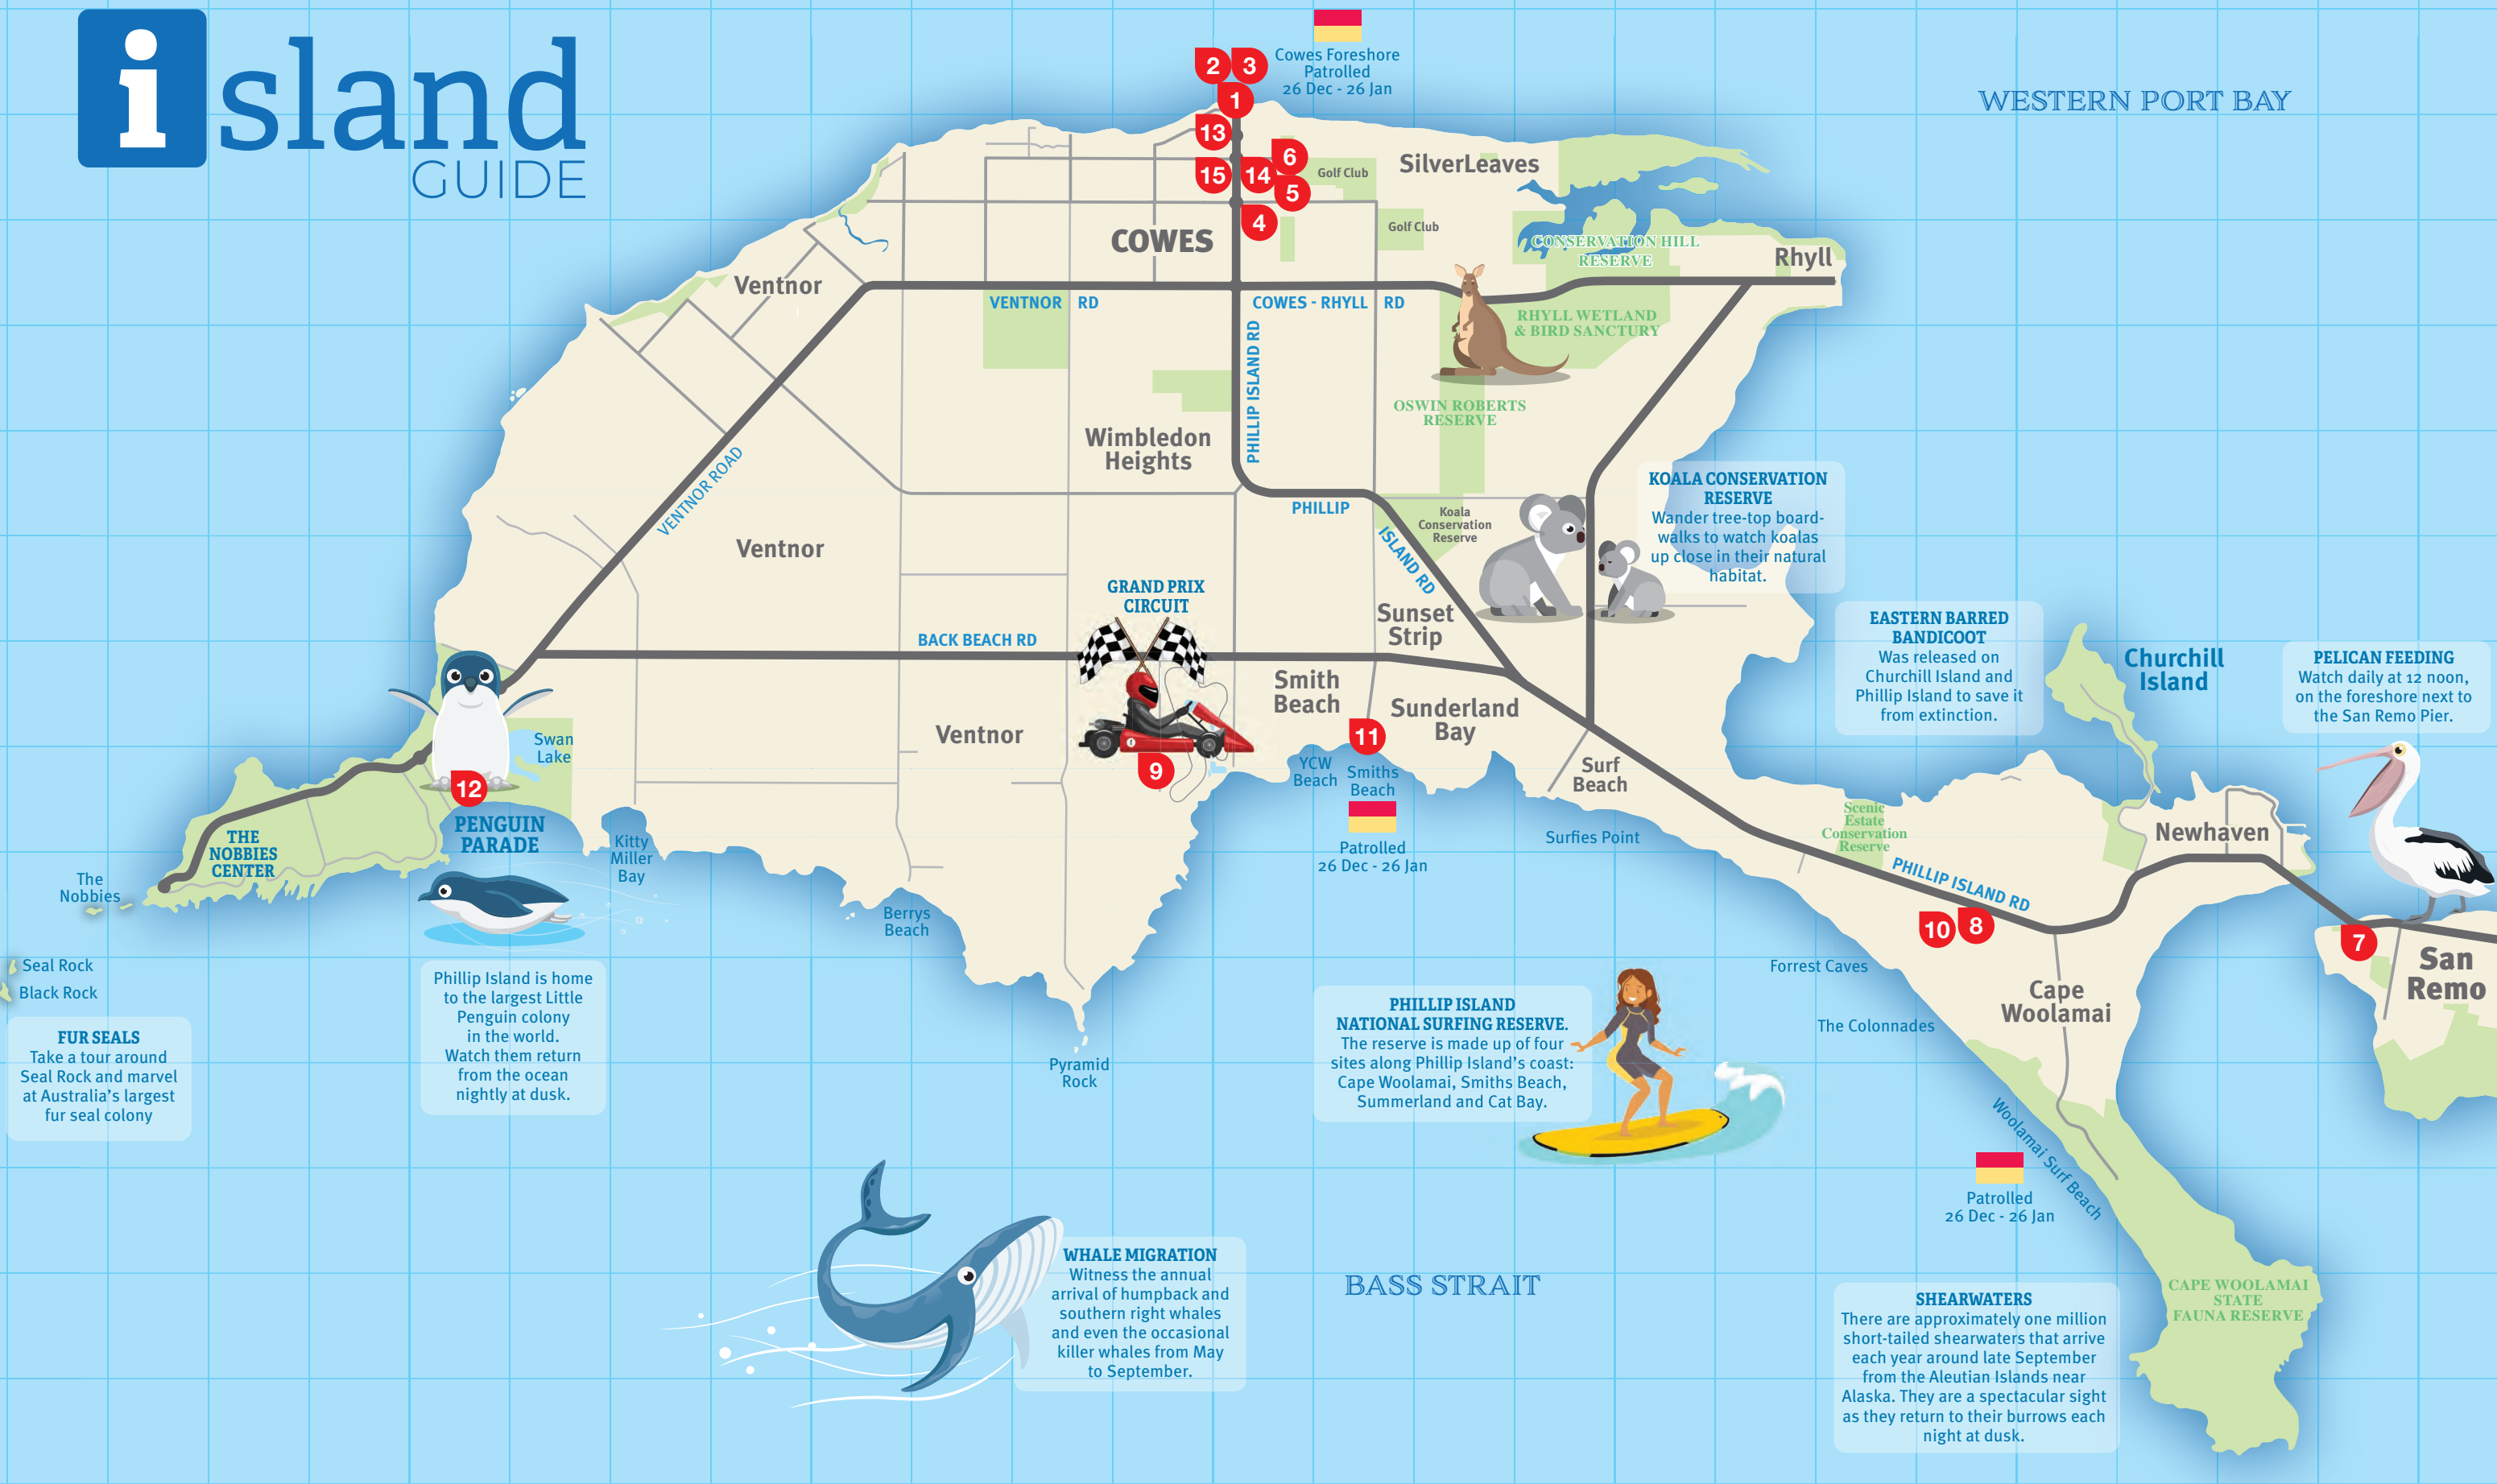 island
GUIDE
Cowes Foreshore
Patrolled
26 Dec - 26 Jan
WESTERN PORT BAY
2
3
1
13
6
15
14
5
4
Golf Club
SilverLeaves
Golf Club
COWES
CONSERVATION HILL
RESERVE
Rhyll
Ventnor
VENTNOR RD
COWES - RHYLL RD
RHYLL WETLAND
& BIRD SANCTURY
PHILLIP ISLAND RD
OSWIN ROBERTS
RESERVE
Wimbledon
Heights
VENTNOR ROAD
PHILLIP
ISLAND RD
Koala
Conservation
Reserve
KOALA CONSERVATION
RESERVE
Wander tree-top board-
walks to watch koalas
up close in their natural
habitat.
Ventnor
GRAND PRIX
CIRCUIT
BACK BEACH RD
Sunset
Strip
EASTERN BARRED
BANDICOOT
Was released on
Churchill Island and
Phillip Island to save it
from extinction.
Churchill
Island
PELICAN FEEDING
Watch daily at 12 noon,
on the foreshore next to
the San Remo Pier.
Smith
Beach
Sunderland
Bay
Ventnor
Swan
Lake
11
9
12
YCW
Beach
Smiths
Beach
Patrolled
26 Dec - 26 Jan
Surf
Beach
Surfies Point
Scenic
Estate
Conservation
Reserve
Newhaven
PENGUIN
PARADE
THE
NOBBIES
CENTER
Kitty
Miller
Bay
The
Nobbies
PHILLIP ISLAND RD
Berrys
Beach
10
8
7
San
Remo
Seal Rock
Black Rock
Forrest Caves
Cape
Woolamai
The Colonnades
FUR SEALS
Take a tour around
Seal Rock and marvel
at Australia's largest
fur seal colony
Phillip Island is home
to the largest Little
Penguin colony
in the world.
Watch them return
from the ocean
nightly at dusk.
Pyramid
Rock
PHILLIP ISLAND
NATIONAL SURFING RESERVE.
The reserve is made up of four
sites along Phillip Island's coast:
Cape Woolamai, Smiths Beach,
Summerland and Cat Bay.
Woolamai Surf Beach
Patrolled
26 Dec - 26 Jan
WHALE MIGRATION
Witness the annual
arrival of humpback and
southern right whales
and even the occasional
killer whales from May
to September.
BASS STRAIT
CAPE WOOLAMAI
STATE
FAUNA RESERVE
SHEARWATERS
There are approximately one million
short-tailed shearwaters that arrive
each year around late September
from the Aleutian Islands near
Alaska. They are a spectacular sight
as they return to their burrows each
night at dusk.